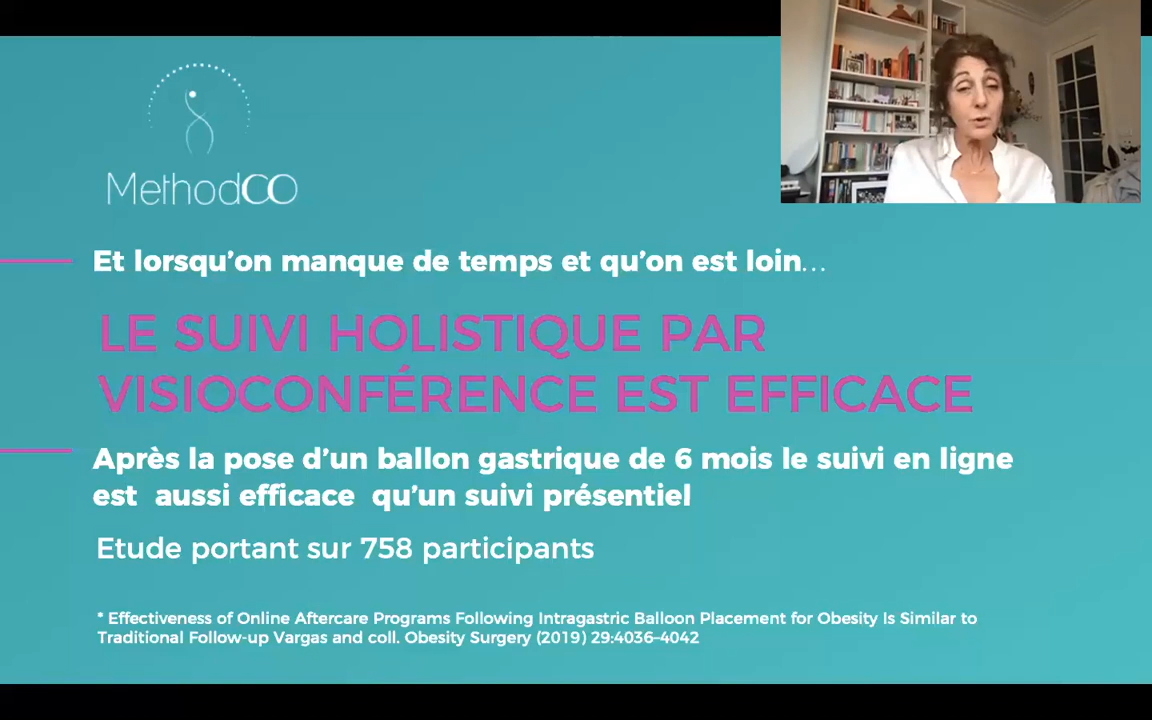 MethodCO
Et lorsqu’on manque de temps et qu’on est loin…
LE SUIVI HOLISTIQUE PAR
VISIOCONFÉRENCE EST EFFICACE
Après la pose d’un ballon gastrique de 6 mois le suivi en ligne
est aussi efficace qu’un suivi présentiel
Etude portant sur 758 participants
* Effectiveness of Online Aftercare Programs Following Intragastric Balloon Placement for Obesity Is Similar to
Traditional Follow-up Vargas and coll. Obesity Surgery (2019) 29:4036–4042